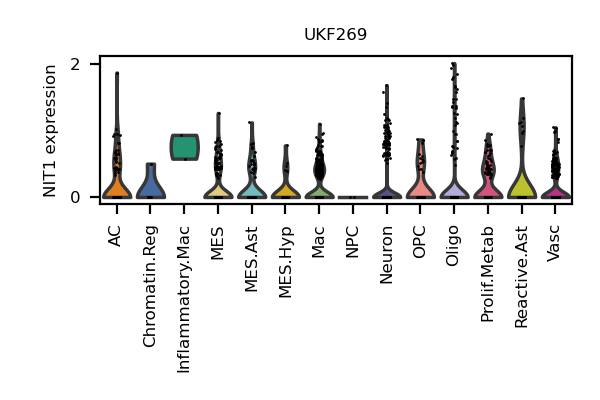 UKF269
NIT1 expression
2
0
AC
Chromatin.Reg
Inflammatory.Mac
MES
MES.Ast
MES.Hyp
Mac
NPC
Neuron
OPC
Oligo
Prolif.Metab
Reactive.Ast
Vasc